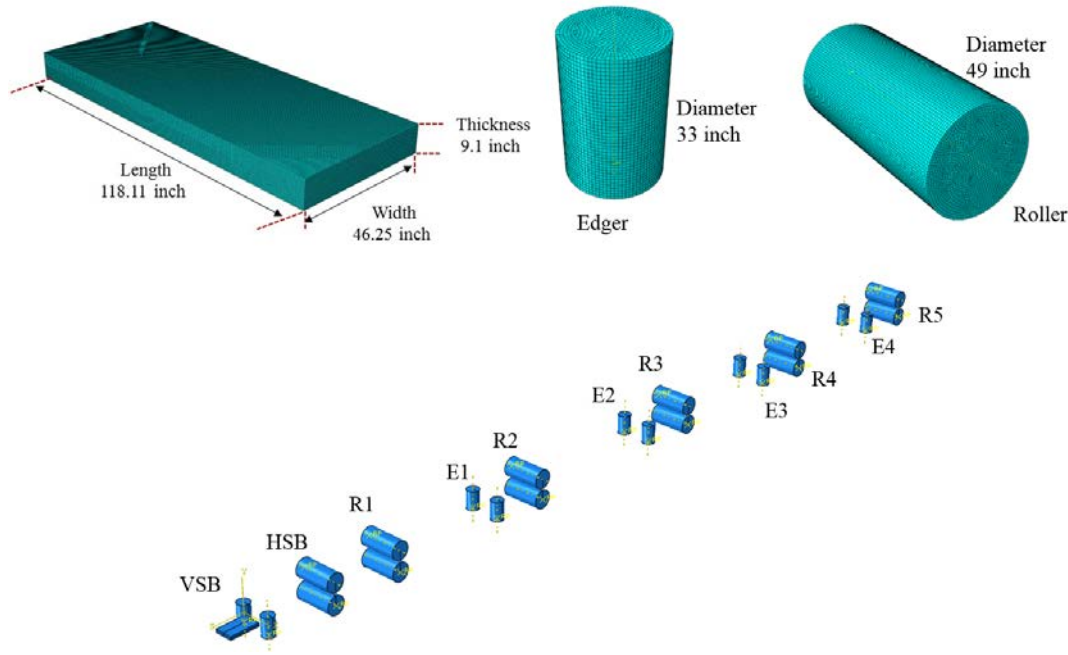 Thickness
9.1 inch
Length
118.11 inch
Width
46.25 inch
Diameter
33 inch
Edger
Diameter
49 inch
Roller
R5
E4
R4
E3
R3
E2
R2
E1
R1
HSB
VSB